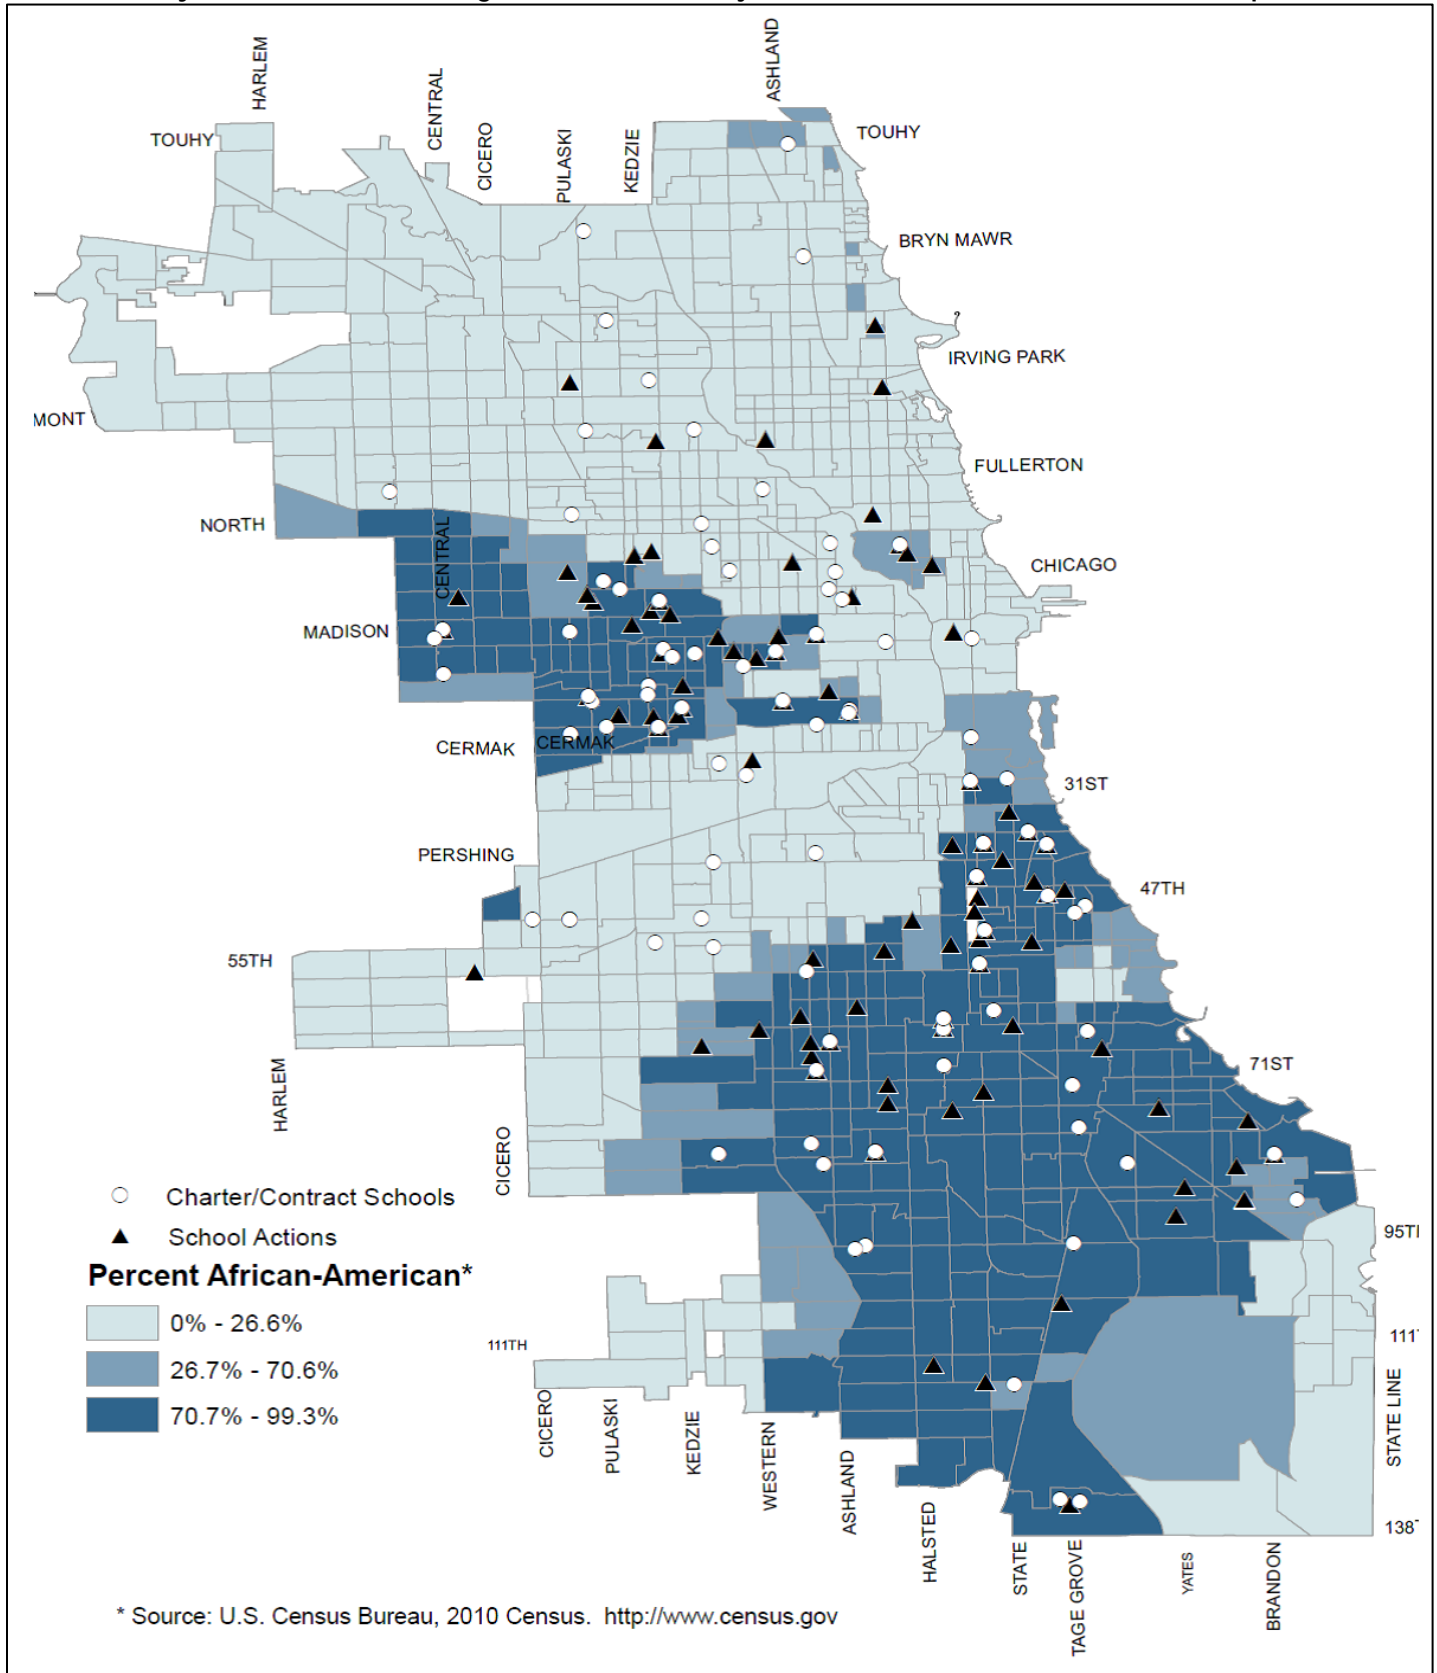 HARLEM
CENTRAL
CICERO
PULASKI
KEDZIE
ASHLAND
TOUHY
TOUHY
BRYN MAWR
IRVING PARK
MONT
FULLERTON
NORTH
CENTRAL
CHICAGO
MADISON
CERMAK
CERMAK
31ST
PERSHING
47TH
55TH
71ST
HARLEM
CICERO
Charter/Contract Schools
School Actions
95TH
Percent African-American*
0% - 26.6%
26.7% - 70.6%
70.7% - 99.3%
111TH
111
CICERO
PULASKI
KEDZIE
WESTERN
ASHLAND
HALSTED
STATE
TAGE GROVE
YATES
BRANDON
STATE LINE
138
* Source: U.S. Census Bureau, 2010 Census. http://www.census.gov